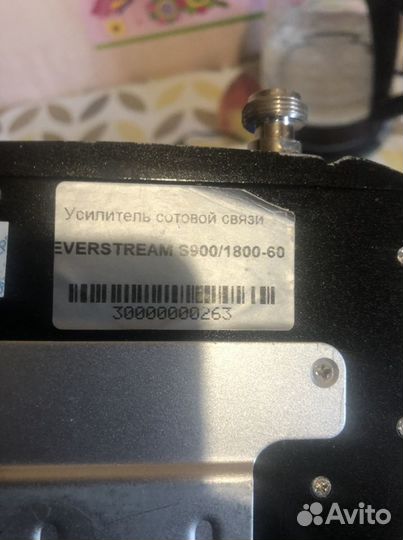 Усилитель сотовой связи
EVERSTREAM S900/1800-60
30000000263
Avito